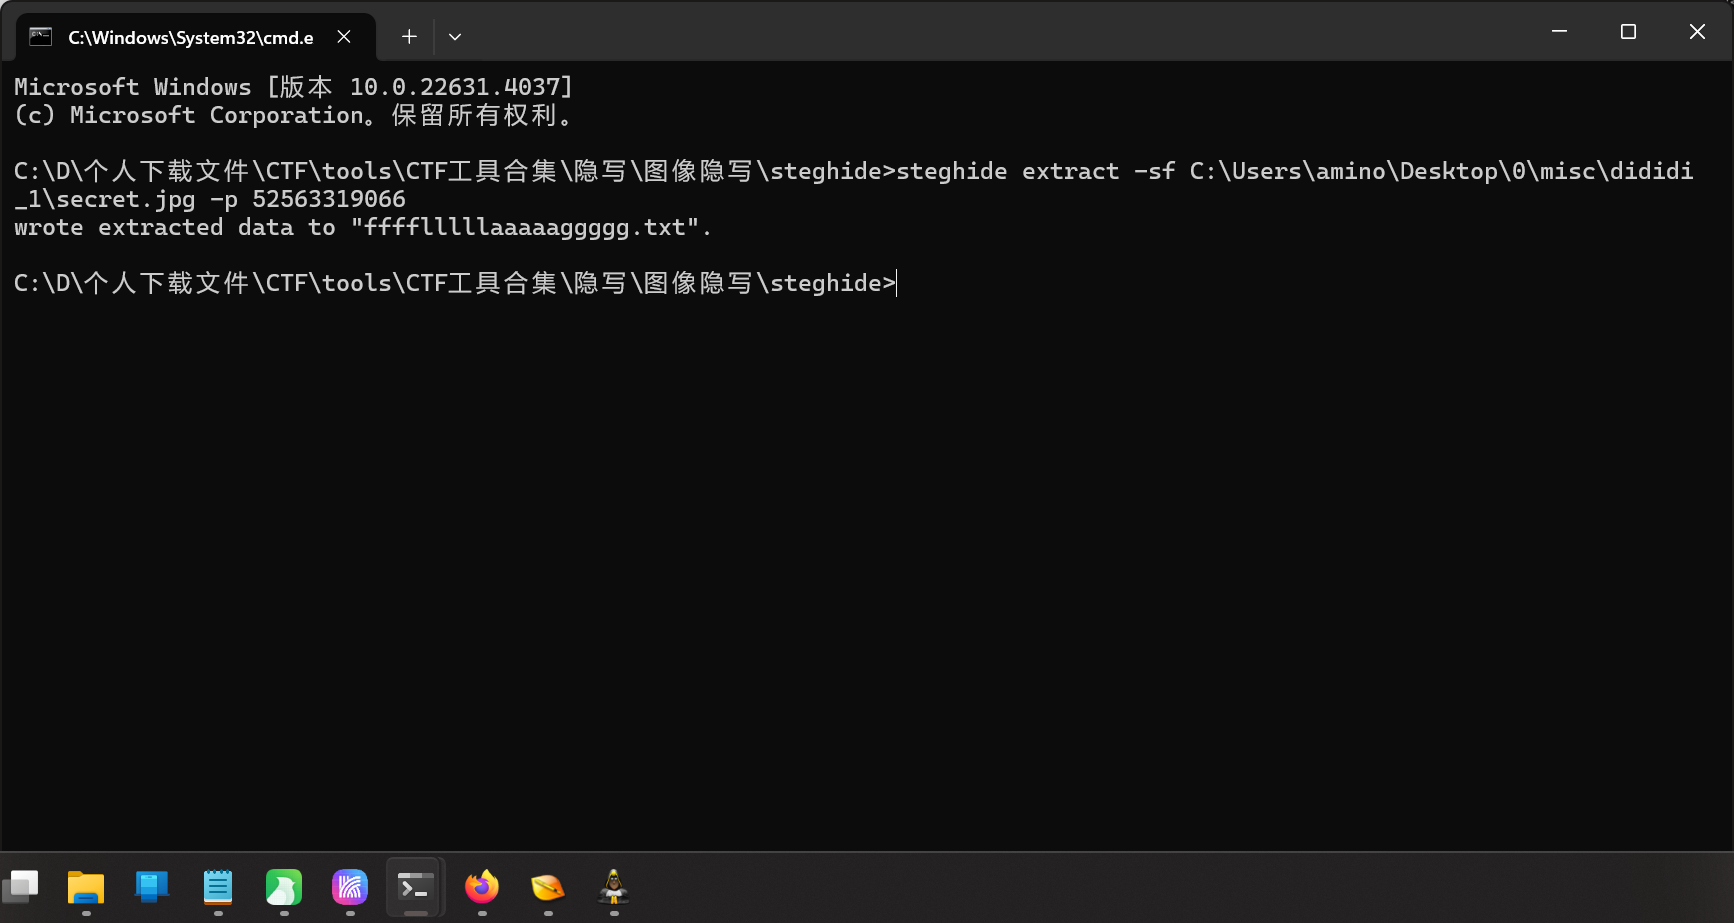 C:\Windows\System32\cmd.e
Microsoft Windows [版本 10.0.22631.4037]
(c) Microsoft Corporation。保留所有权利。
C:\D\个人下载文件\CTF\tools\CTF工具合集\隐写\图像隐写\steghide>steghide extract -sf C:\Users\amino\Desktop\0\misc\dididi
_1\secret.jpg -p 52563319066
wrote extracted data to "fffflllllaaaaaggggg.txt".
C:\D\个人下载文件\CTF\tools\CTF工具合集\隐写\图像隐写\steghide>